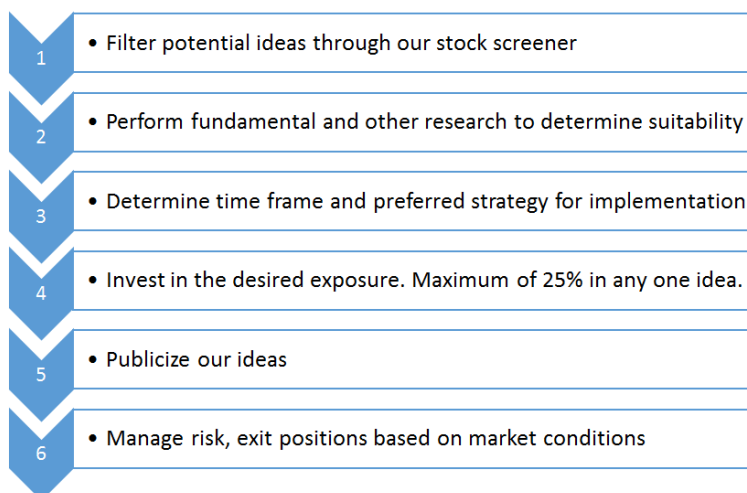 1
• Filter potential ideas through our stock screener
2
• Perform fundamental and other research to determine suitability
3
• Determine time frame and preferred strategy for implementation
4
• Invest in the desired exposure. Maximum of 25% in any one idea.
5
• Publicize our ideas
6
• Manage risk, exit positions based on market conditions